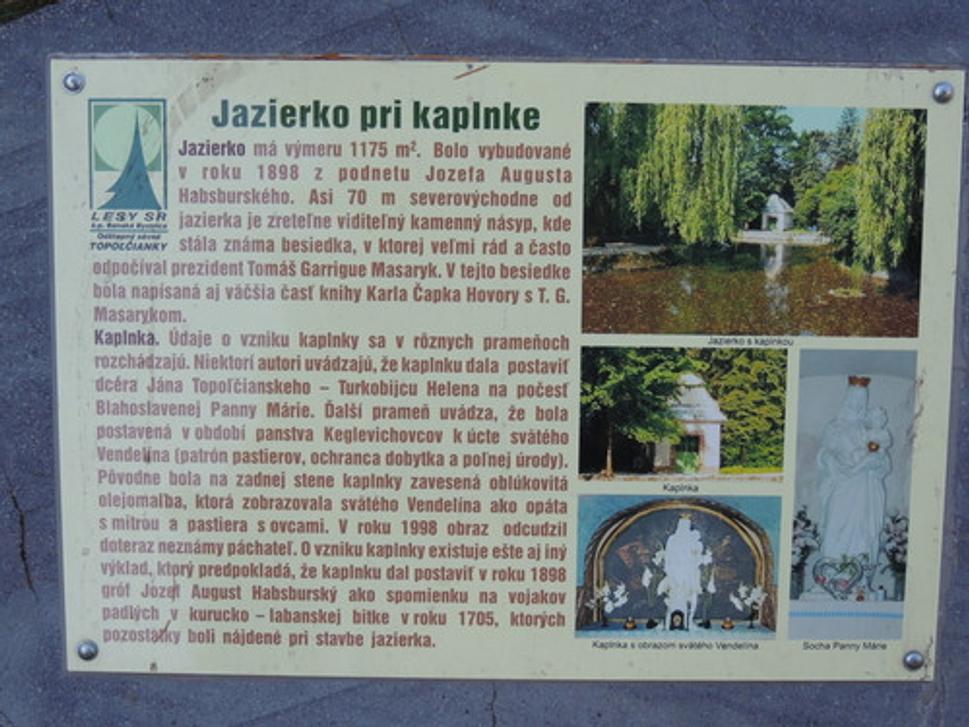 Jazierko pri kaplnke
LESY SR
š.p. Banská Bystrica
Odštepný závod
TOPOĽČIANKY
Jazierko má výmeru 1175 m². Bolo vybudované
v roku 1898 z podnetu Jozefa Augusta
Habsburského. Asi 70 m severovýchodne od
jazierka je zreteľne viditeľný kamenný násyp, kde
stála známa besiedka, v ktorej veľmi rád a často
odpočíval prezident Tomáš Garrigue Masaryk. V tejto besiedke
bola napísaná aj väčšia časť knihy Karla Čapka Hovory s T. G.
Masarykom.
Kaplnka. Údaje o vzniku kaplnky sa v rôznych prameňoch
rozchádzajú. Niektorí autori uvádzajú, že kaplnku dala postaviť
dcéra Jána Topoľčianskeho – Turkobijcu Helena na počesť
Blahoslavenej Panny Márie. Ďalší prameň uvádza, že bola
postavená v období panstva Keglevichovcov k úcte svätého
Vendelína (patrón pastierov, ochranca dobytka a poľnej úrody).
Pôvodne bola na zadnej stene kaplnky zavesená oblúkovitá
olejomaľba, ktorá zobrazovala svätého Vendelína ako opáta
s mitrou a pastiera s ovcami. V roku 1998 obraz odcudzil
doteraz neznámy páchateľ. O vzniku kaplnky existuje ešte aj iný
výklad, ktorý predpokladá, že kaplnku dal postaviť v roku 1898
gróf Jozef August Habsburský ako spomienku na vojakov
padlých v kurucko – labanskej bitke v roku 1705, ktorých
pozostatky boli nájdené pri stavbe jazierka.
Jazierko s kaplnkou
Kaplnka
Kaplnka s obrazom svätého Vendelína
Socha Panny Márie